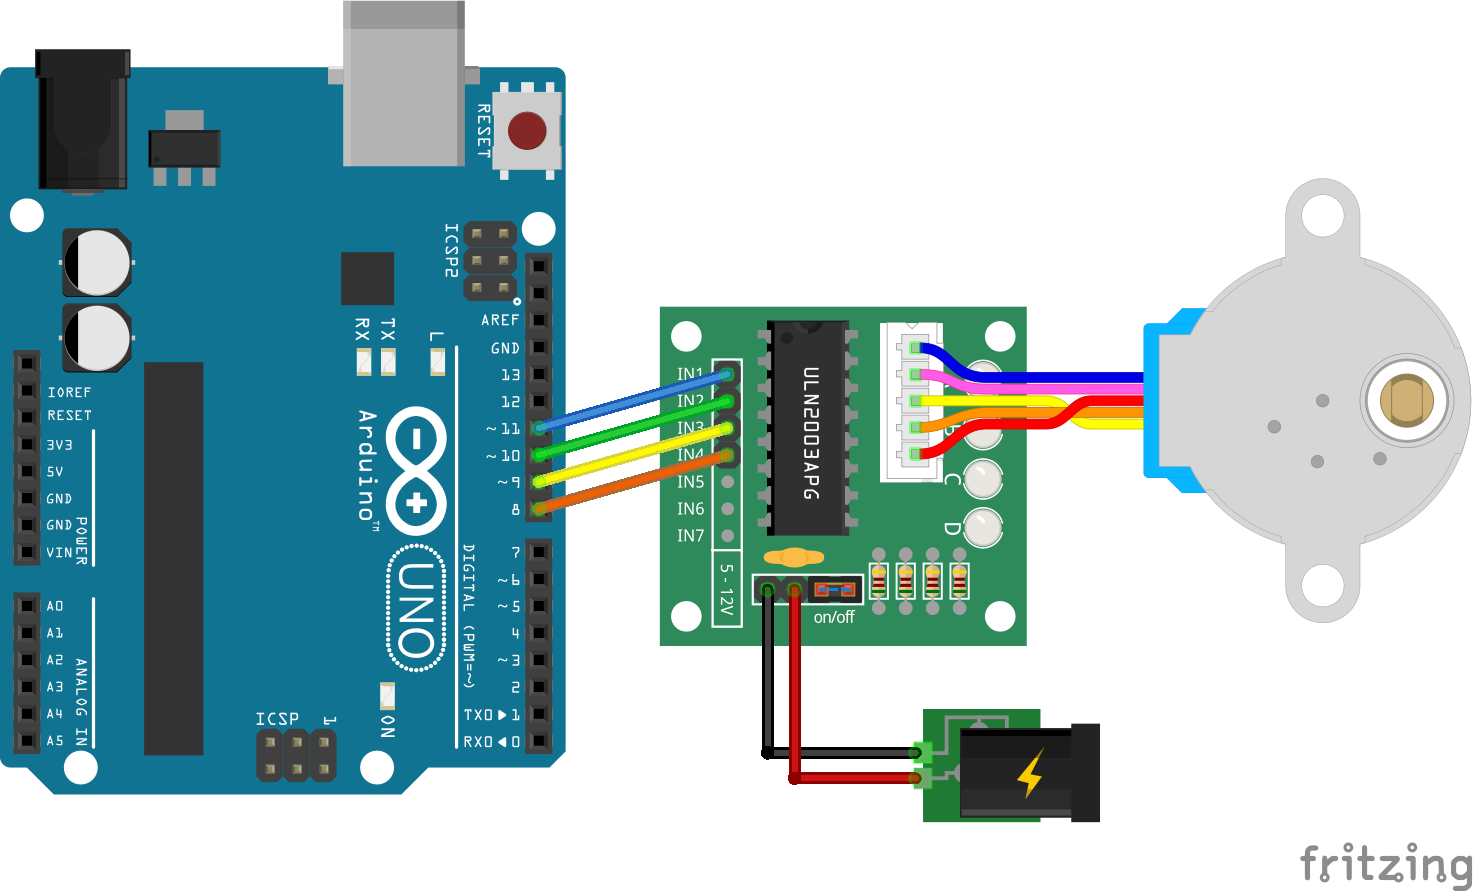 RESET
ICSP2
AREF
GND
13
12
~11
~10
~9
8
7
~6
~5
4
~3
2
TX0▶1
RX0◀0
RX
TX
L
IOREF
RESET
3V3
5V
GND
GND
VIN
POWER
A0
A1
A2
A3
A4
A5
ANALOG IN
Arduino™
UNO
DIGITAL (PWM=~)
ICSP
1
ON
IN1
IN2
IN3
IN4
IN5
IN6
IN7
5 - 12V
ULN2003APG
C
D
on/off
fritzing